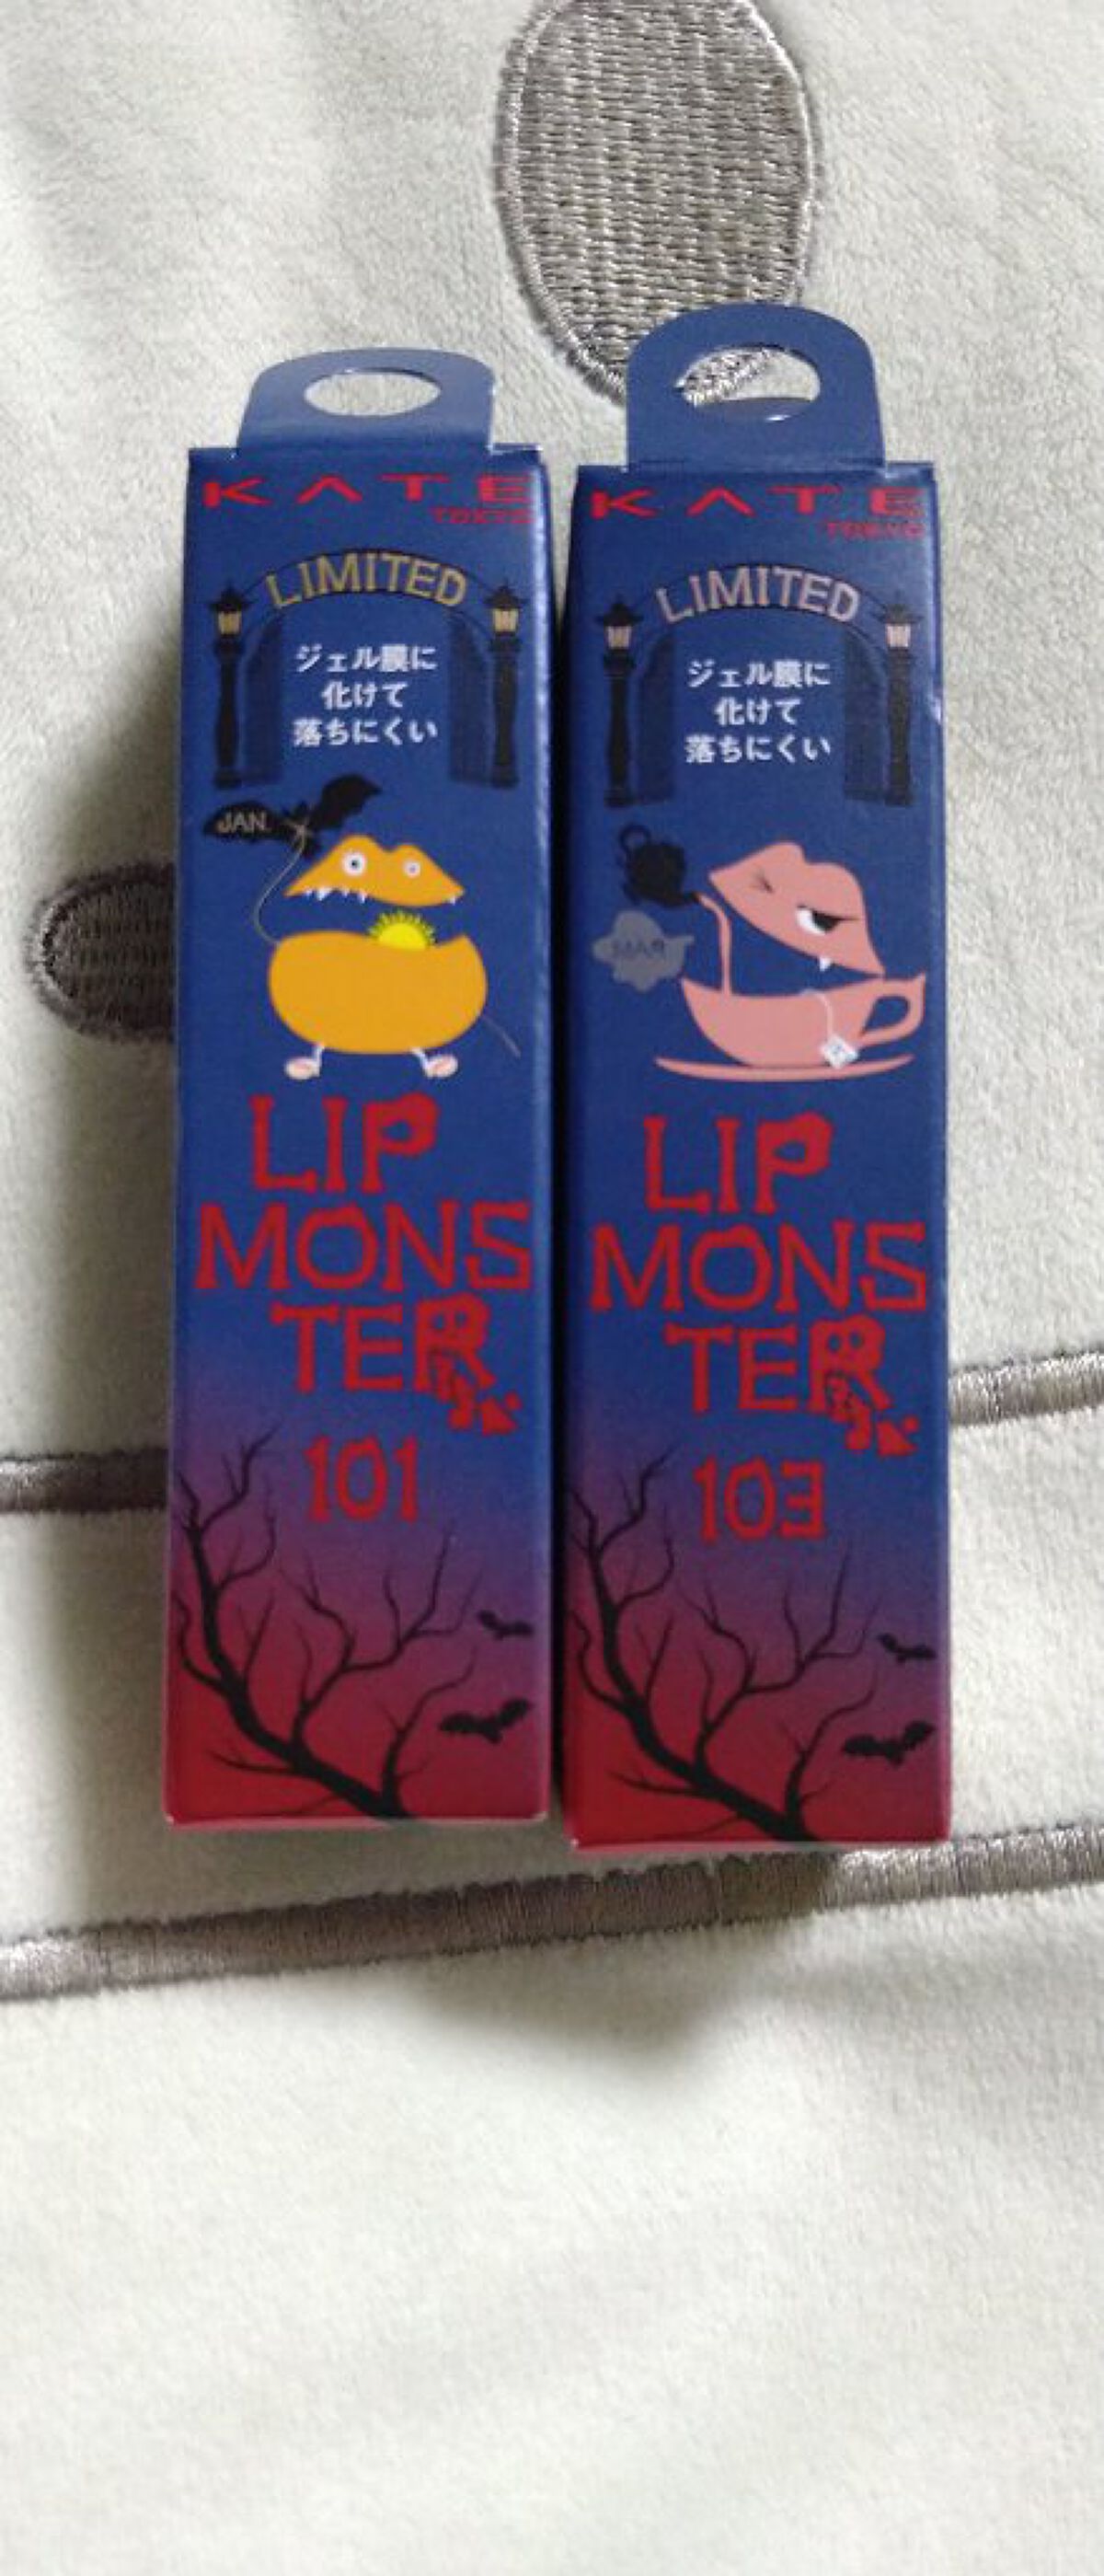 KATE
TOKYO
LIMITED
ジェル膜に
化けて
落ちにくい
JAN.
LIP
MONS
TER
101
KATE
TOKYO
LIMITED
ジェル膜に
化けて
落ちにくい
MAR.
LIP
MONS
TER
103